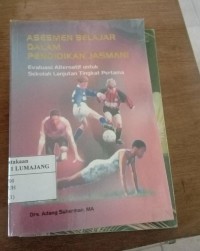 ASESMEN BELAJAR
DALAM
PENDIDIKAN JASMANI
Evaluasi Alternatif untuk
Sekolah Lanjutan Tingkat Pertama
LUMAJANG
Drs. Adang Suherman, MA